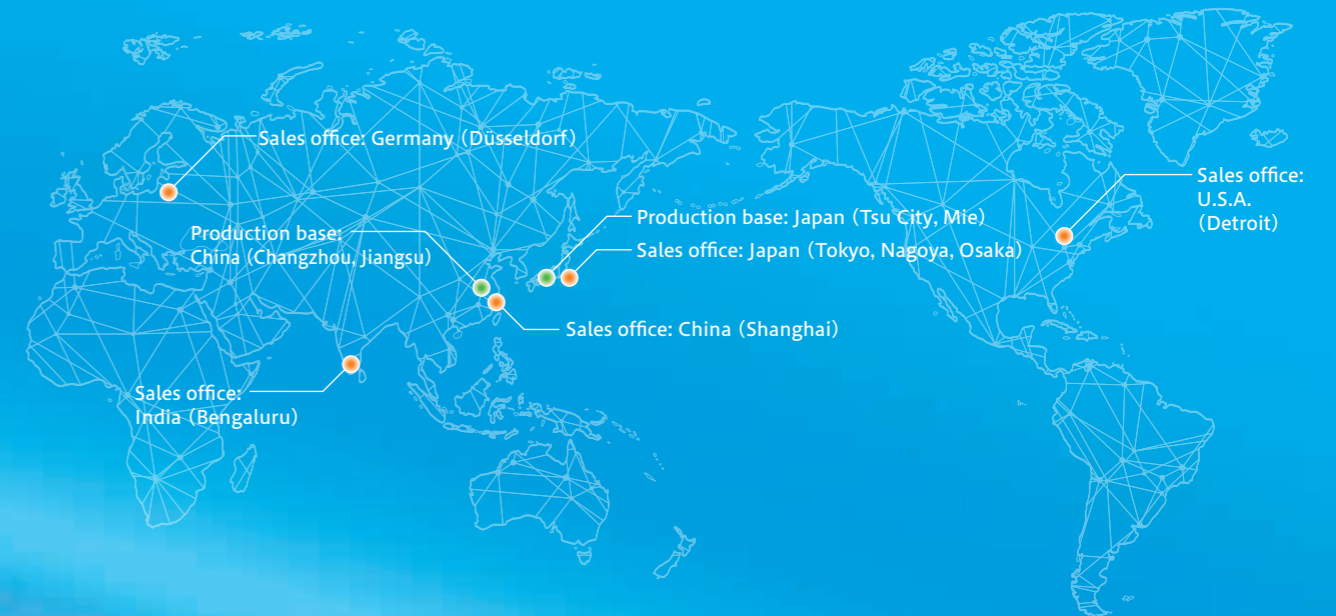 Sales office: Germany（Düsseldorf）
Sales office:
U.S.A.
（Detroit）
Production base: Japan（Tsu City, Mie）
Production base:
China（Changzhou, Jiangsu）
Sales office: Japan（Tokyo, Nagoya, Osaka）
Sales office: China（Shanghai）
Sales office:
India（Bengaluru）